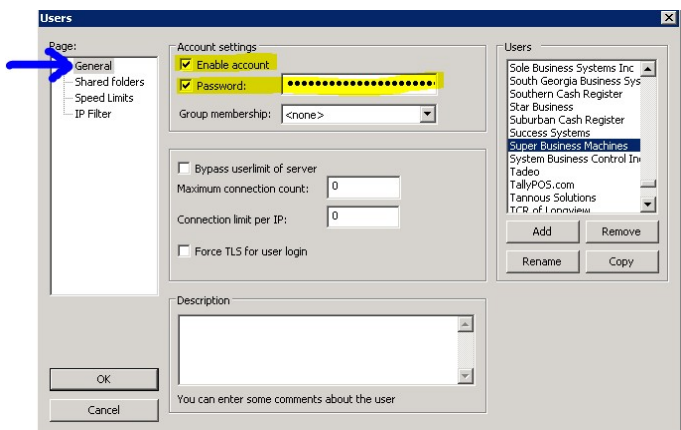 Users
Page:
General
Shared folders
Speed Limits
IP Filter
OK
Cancel
Account settings
Enable account
Password:
Group membership: <none>
Bypass userlimit of server
Maximum connection count: 0
Connection limit per IP: 0
Force TLS for user login
Description
You can enter some comments about the user
Users
Sole Business Systems Inc
South Georgia Business Sys
Southern Cash Register
Star Business
Suburban Cash Register
Success Systems
Super Business Machines
System Business Control In
Tadeo
TallyPOS.com
Tannous Solutions
TCR of Longview
Add Remove
Rename Copy